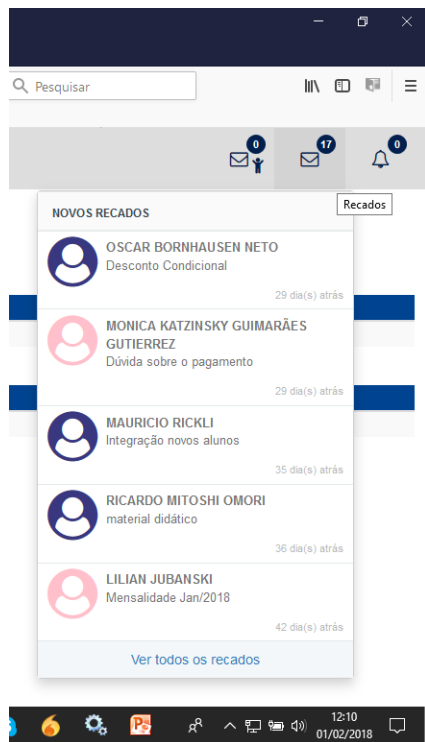 Pesquisar
0
17
0
Recados
NOVOS RECADOS
OSCAR BORNHAUSEN NETO
Desconto Condicional
29 dia(s) atrás
MONICA KATZINSKY GUIMARÃES
GUTIERREZ
Dúvida sobre o pagamento
29 dia(s) atrás
MAURICIO RICKLI
Integração novos alunos
35 dia(s) atrás
RICARDO MITOSHI OMORI
material didático
36 dia(s) atrás
LILIAN JUBANSKI
Mensalidade Jan/2018
42 dia(s) atrás
Ver todos os recados
12:10
01/02/2018